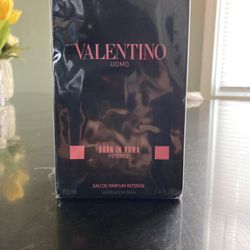 VALENTINO
UOMO
BORN IN ROMA
INTENSE
EAU DE PARFUM INTENSE